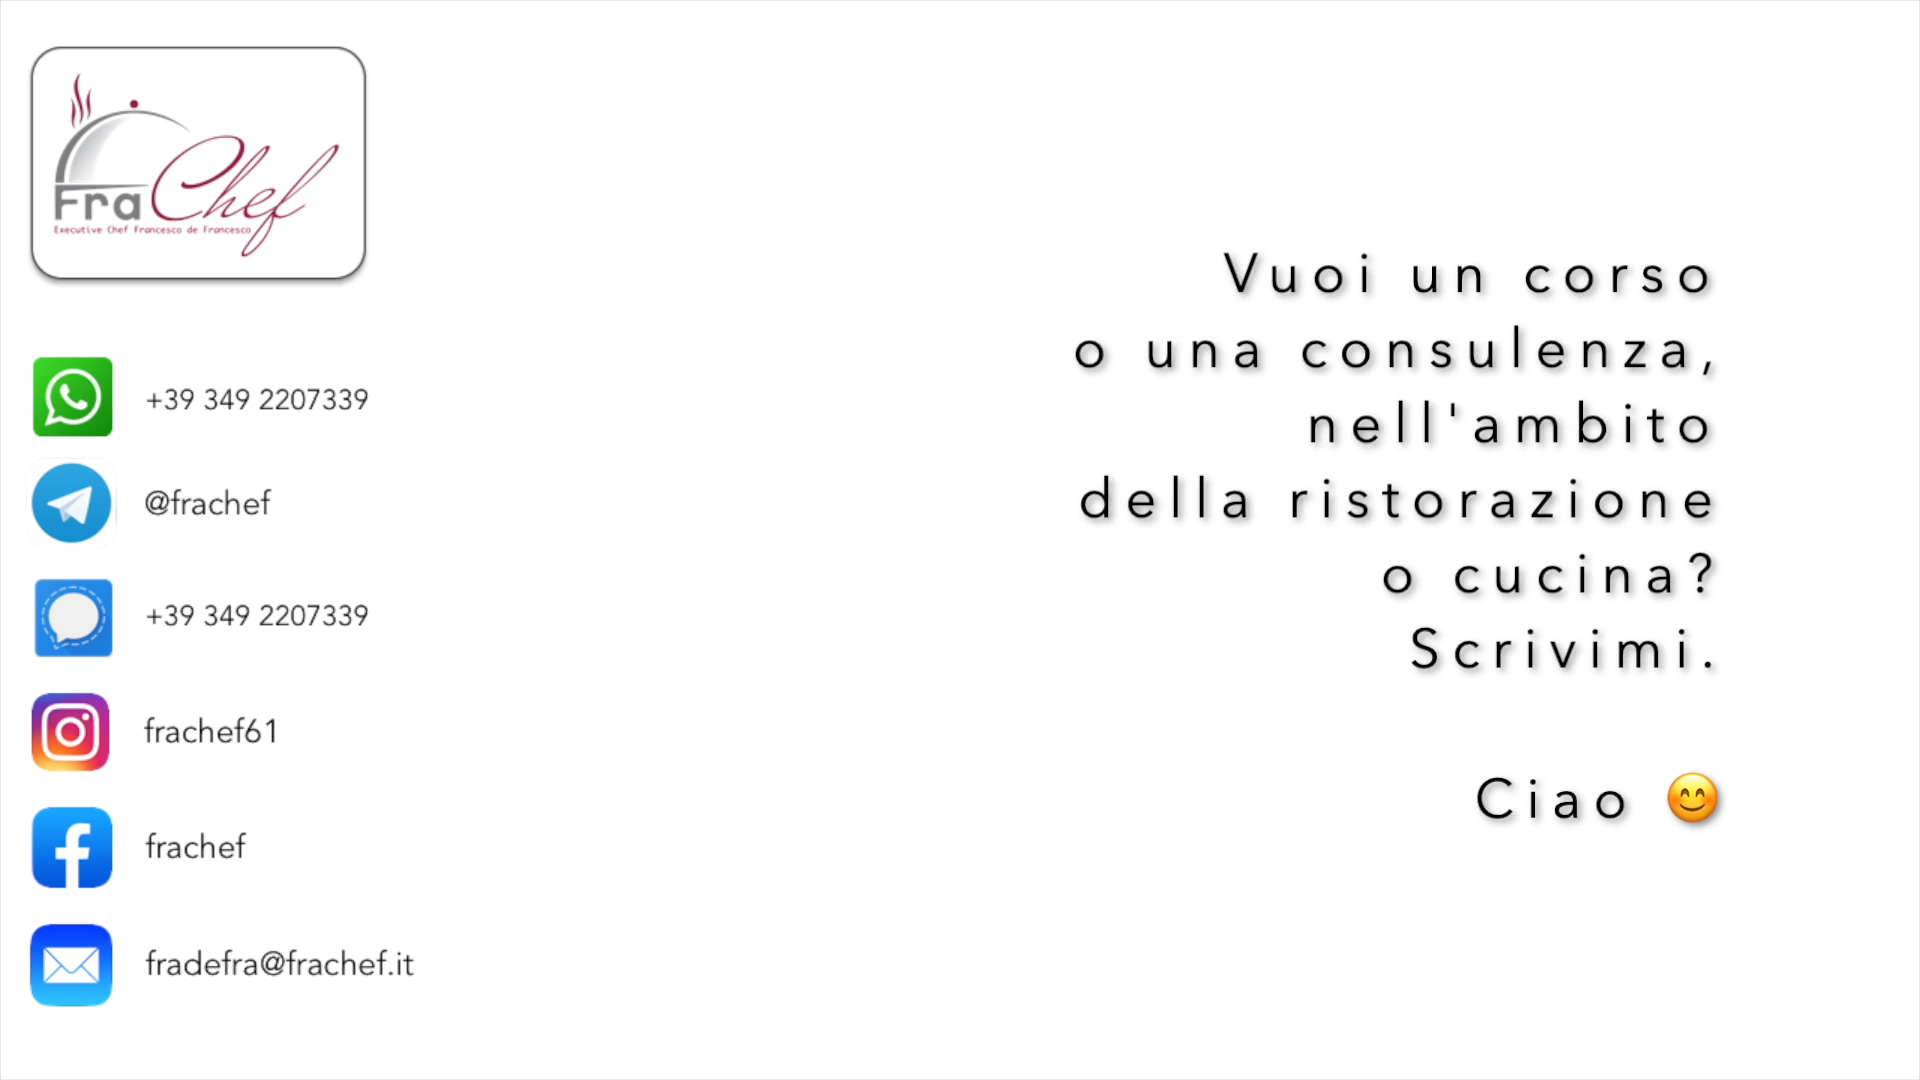 Fra Chef
Executive Chef Francesco de Francesco
+39 349 2207339
@frachef
+39 349 2207339
frachef61
frachef
fradefra@frachef.it
Vuoi un corso
o una consulenza,
nell'ambito
della ristorazione
o cucina?
Scrivimi.
Ciao 😊